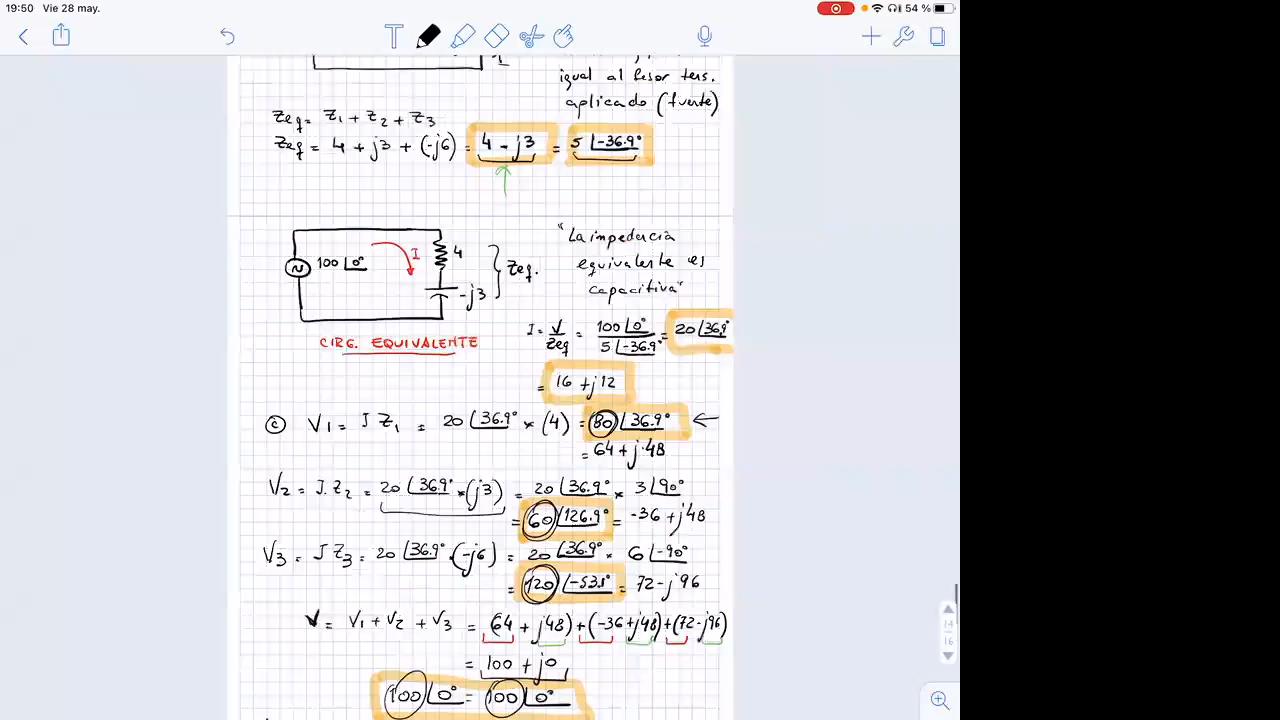 19:50 Vie 28 may.
54 %
T
igual al fasor tens.
aplicado (fuente)
Zeq = Z1 + Z2 + Z3
Zeq = 4 + j3 + (-j6) = 4 - j3 = 5 ∠-36.9°
100 ∠0°
I
4
-j3
} Zeq.
"La impedancia
equivalente es
capacitiva"
CIRC. EQUIVALENTE
I = V/Zeq = 100 ∠0° / 5 ∠-36.9° = 20 ∠36.9°
= 16 + j12
ⓒ V1 = I Z1 = 20 ∠36.9° × (4) = 80 ∠36.9° ←
= 64 + j48
V2 = I. Z2 = 20 ∠36.9° × (j3) = 20 ∠36.9° × 3 ∠90°
= 60 ∠126.9° = -36 + j48
V3 = I Z3 = 20 ∠36.9° · (-j6) = 20 ∠36.9° × 6 ∠-90°
= 120 ∠-53.1° = 72 - j96
V = V1 + V2 + V3 = (64 + j48) + (-36 + j48) + (72 - j96)
= 100 + j0
100 ∠0° = 100 ∠0°
14
16